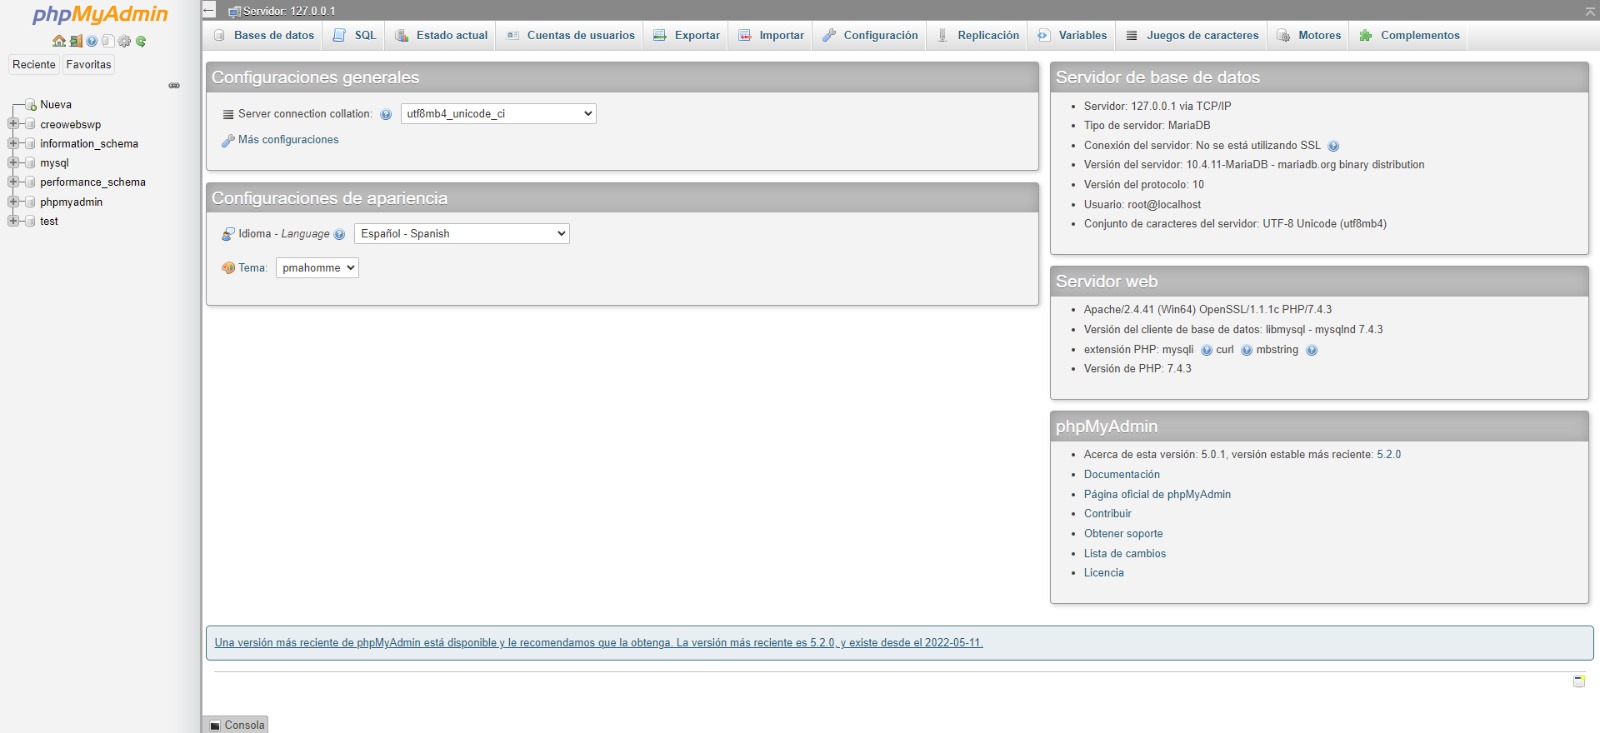 phpMyAdmin
Reciente Favoritas
Nueva
creowebswp
information_schema
mysql
performance_schema
phpmyadmin
test
Servidor: 127.0.0.1
Bases de datos SQL Estado actual Cuentas de usuarios Exportar Importar Configuración Replicación Variables Juegos de caracteres Motores Complementos
Configuraciones generales
Server connection collation: utf8mb4_unicode_ci
Más configuraciones
Configuraciones de apariencia
Idioma - Language Español - Spanish
Tema: pmahomme
Servidor de base de datos
Servidor: 127.0.0.1 via TCP/IP
Tipo de servidor: MariaDB
Conexión del servidor: No se está utilizando SSL
Versión del servidor: 10.4.11-MariaDB - mariadb.org binary distribution
Versión del protocolo: 10
Usuario: root@localhost
Conjunto de caracteres del servidor: UTF-8 Unicode (utf8mb4)
Servidor web
Apache/2.4.41 (Win64) OpenSSL/1.1.1c PHP/7.4.3
Versión del cliente de base de datos: libmysql - mysqlnd 7.4.3
extensión PHP: mysqli curl mbstring
Versión de PHP: 7.4.3
phpMyAdmin
Acerca de esta versión: 5.0.1, versión estable más reciente: 5.2.0
Documentación
Página oficial de phpMyAdmin
Contribuir
Obtener soporte
Lista de cambios
Licencia
Una versión más reciente de phpMyAdmin está disponible y le recomendamos que la obtenga. La versión más reciente es 5.2.0, y existe desde el 2022-05-11.
Consola